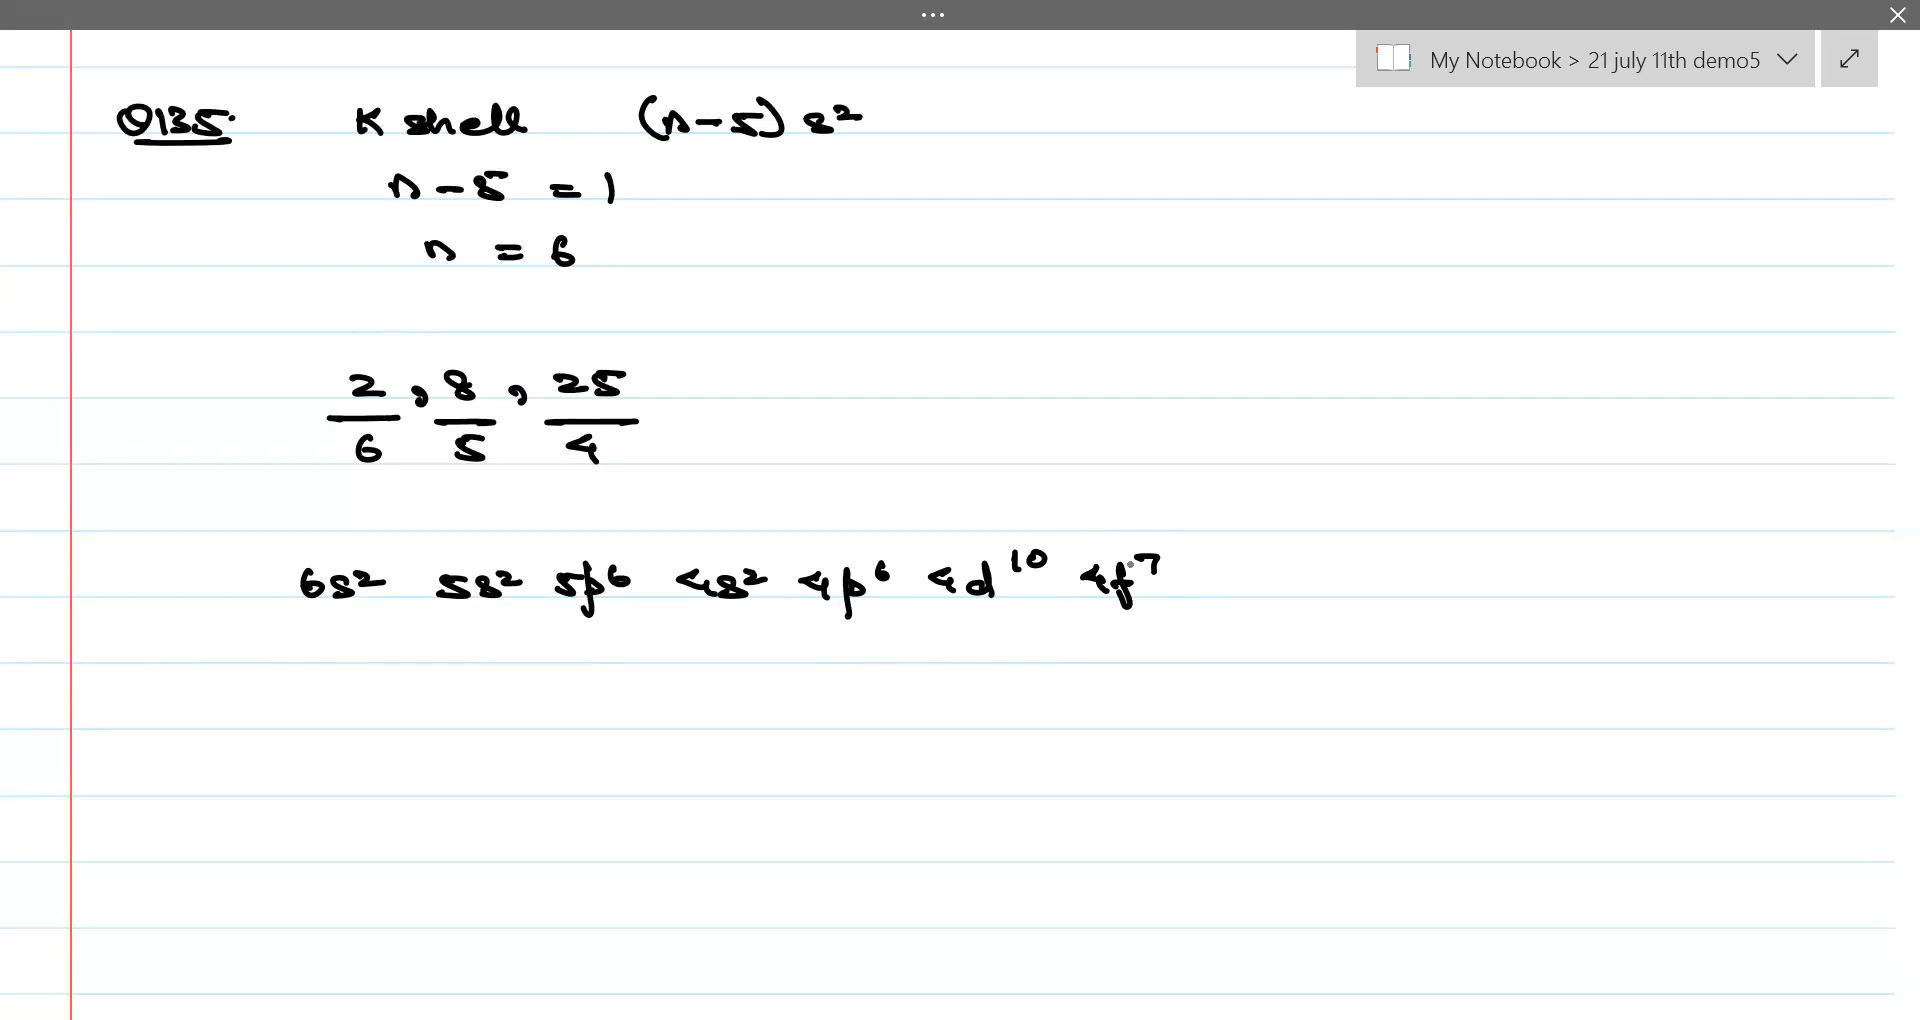 ...
My Notebook > 21 july 11th demo5
Q135. K shell (n-5) s²
n - 5 = 1
n = 6
2/6 , 8/5 , 25/4
6s² 5s² 5p⁶ 4s² 4p⁶ 4d¹⁰ 4f⁷